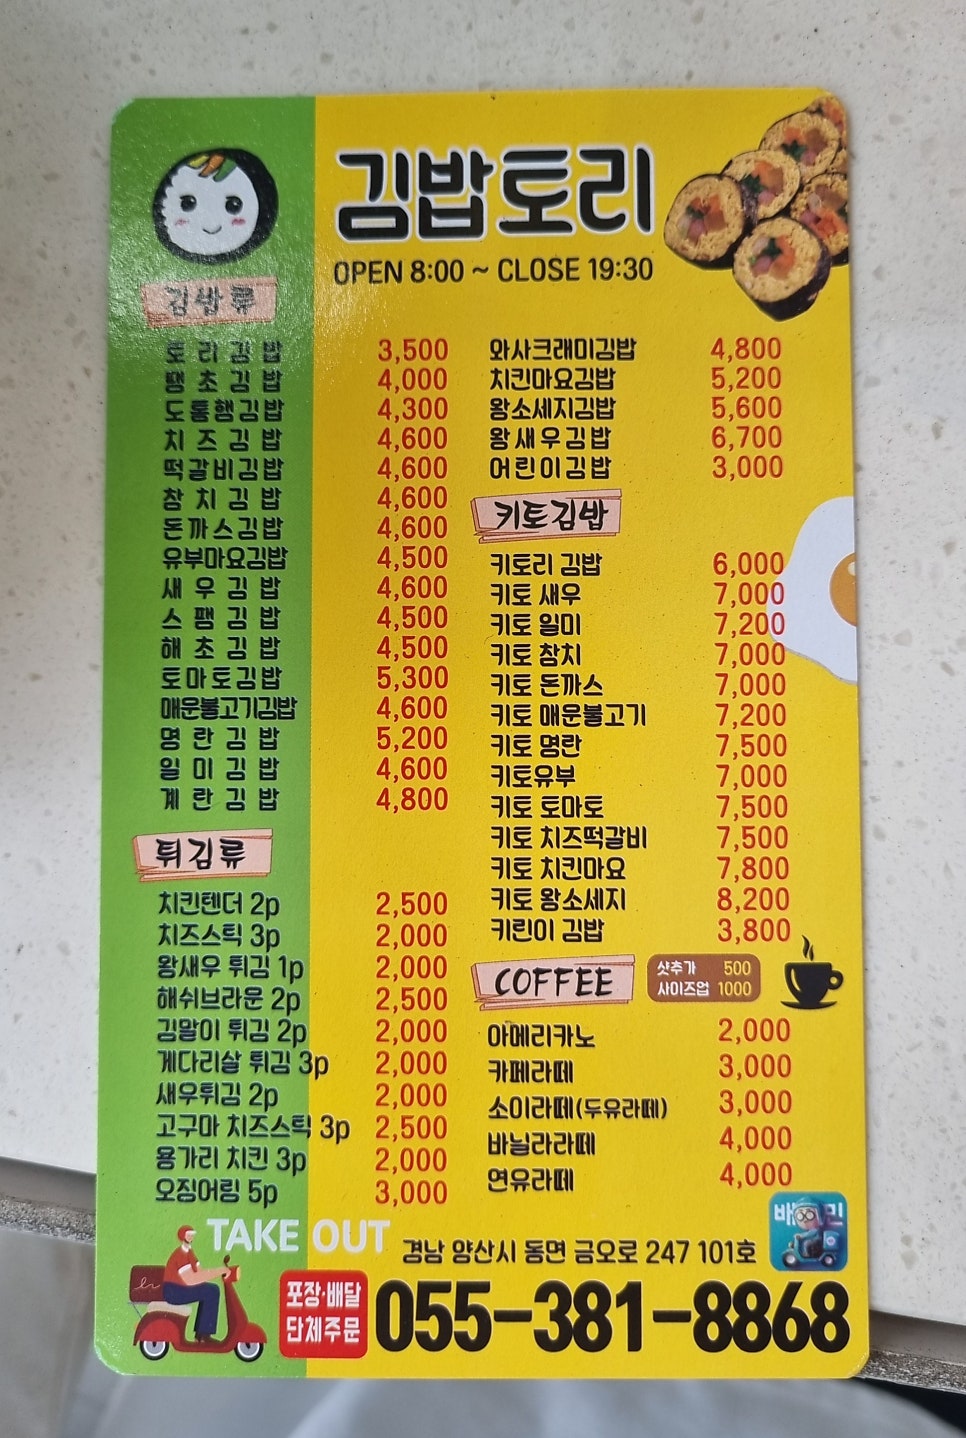 김밥토리
OPEN 8:00 ~ CLOSE 19:30
김밥류
토리김밥 3,500
땡초김밥 4,000
도통행김밥 4,300
치즈김밥 4,600
떡갈비김밥 4,600
참치김밥 4,600
돈까스김밥 4,600
유부마요김밥 4,500
새우김밥 4,600
스팸김밥 4,500
해초김밥 4,500
토마토김밥 5,300
매운불고기김밥 4,600
명란김밥 5,200
일미김밥 4,600
계란김밥 4,800
튀김류
치킨텐더 2p 2,500
치즈스틱 3p 2,000
왕새우 튀김 1p 2,000
해쉬브라운 2p 2,500
김말이 튀김 2p 2,000
게다리살 튀김 3p 2,000
새우튀김 2p 2,000
고구마 치즈스틱 3p 2,500
용가리 치킨 3p 2,000
오징어링 5p 3,000
와사크래미김밥 4,800
치킨마요김밥 5,200
왕소세지김밥 5,600
왕새우김밥 6,700
어린이김밥 3,000
키토김밥
키토리 김밥 6,000
키토 새우 7,000
키토 일미 7,200
키토 참치 7,000
키토 돈까스 7,000
키토 매운불고기 7,200
키토 명란 7,500
키토유부 7,000
키토 토마토 7,500
키토 치즈떡갈비 7,500
키토 치킨마요 7,800
키토 왕소세지 8,200
키린이 김밥 3,800
COFFEE
샷추가 500
사이즈업 1000
아메리카노 2,000
카페라떼 3,000
소이라떼(두유라떼) 3,000
바닐라라떼 4,000
연유라떼 4,000
TAKE OUT
경남 양산시 동면 금오로 247 101호
포장·배달
단체주문
055-381-8868